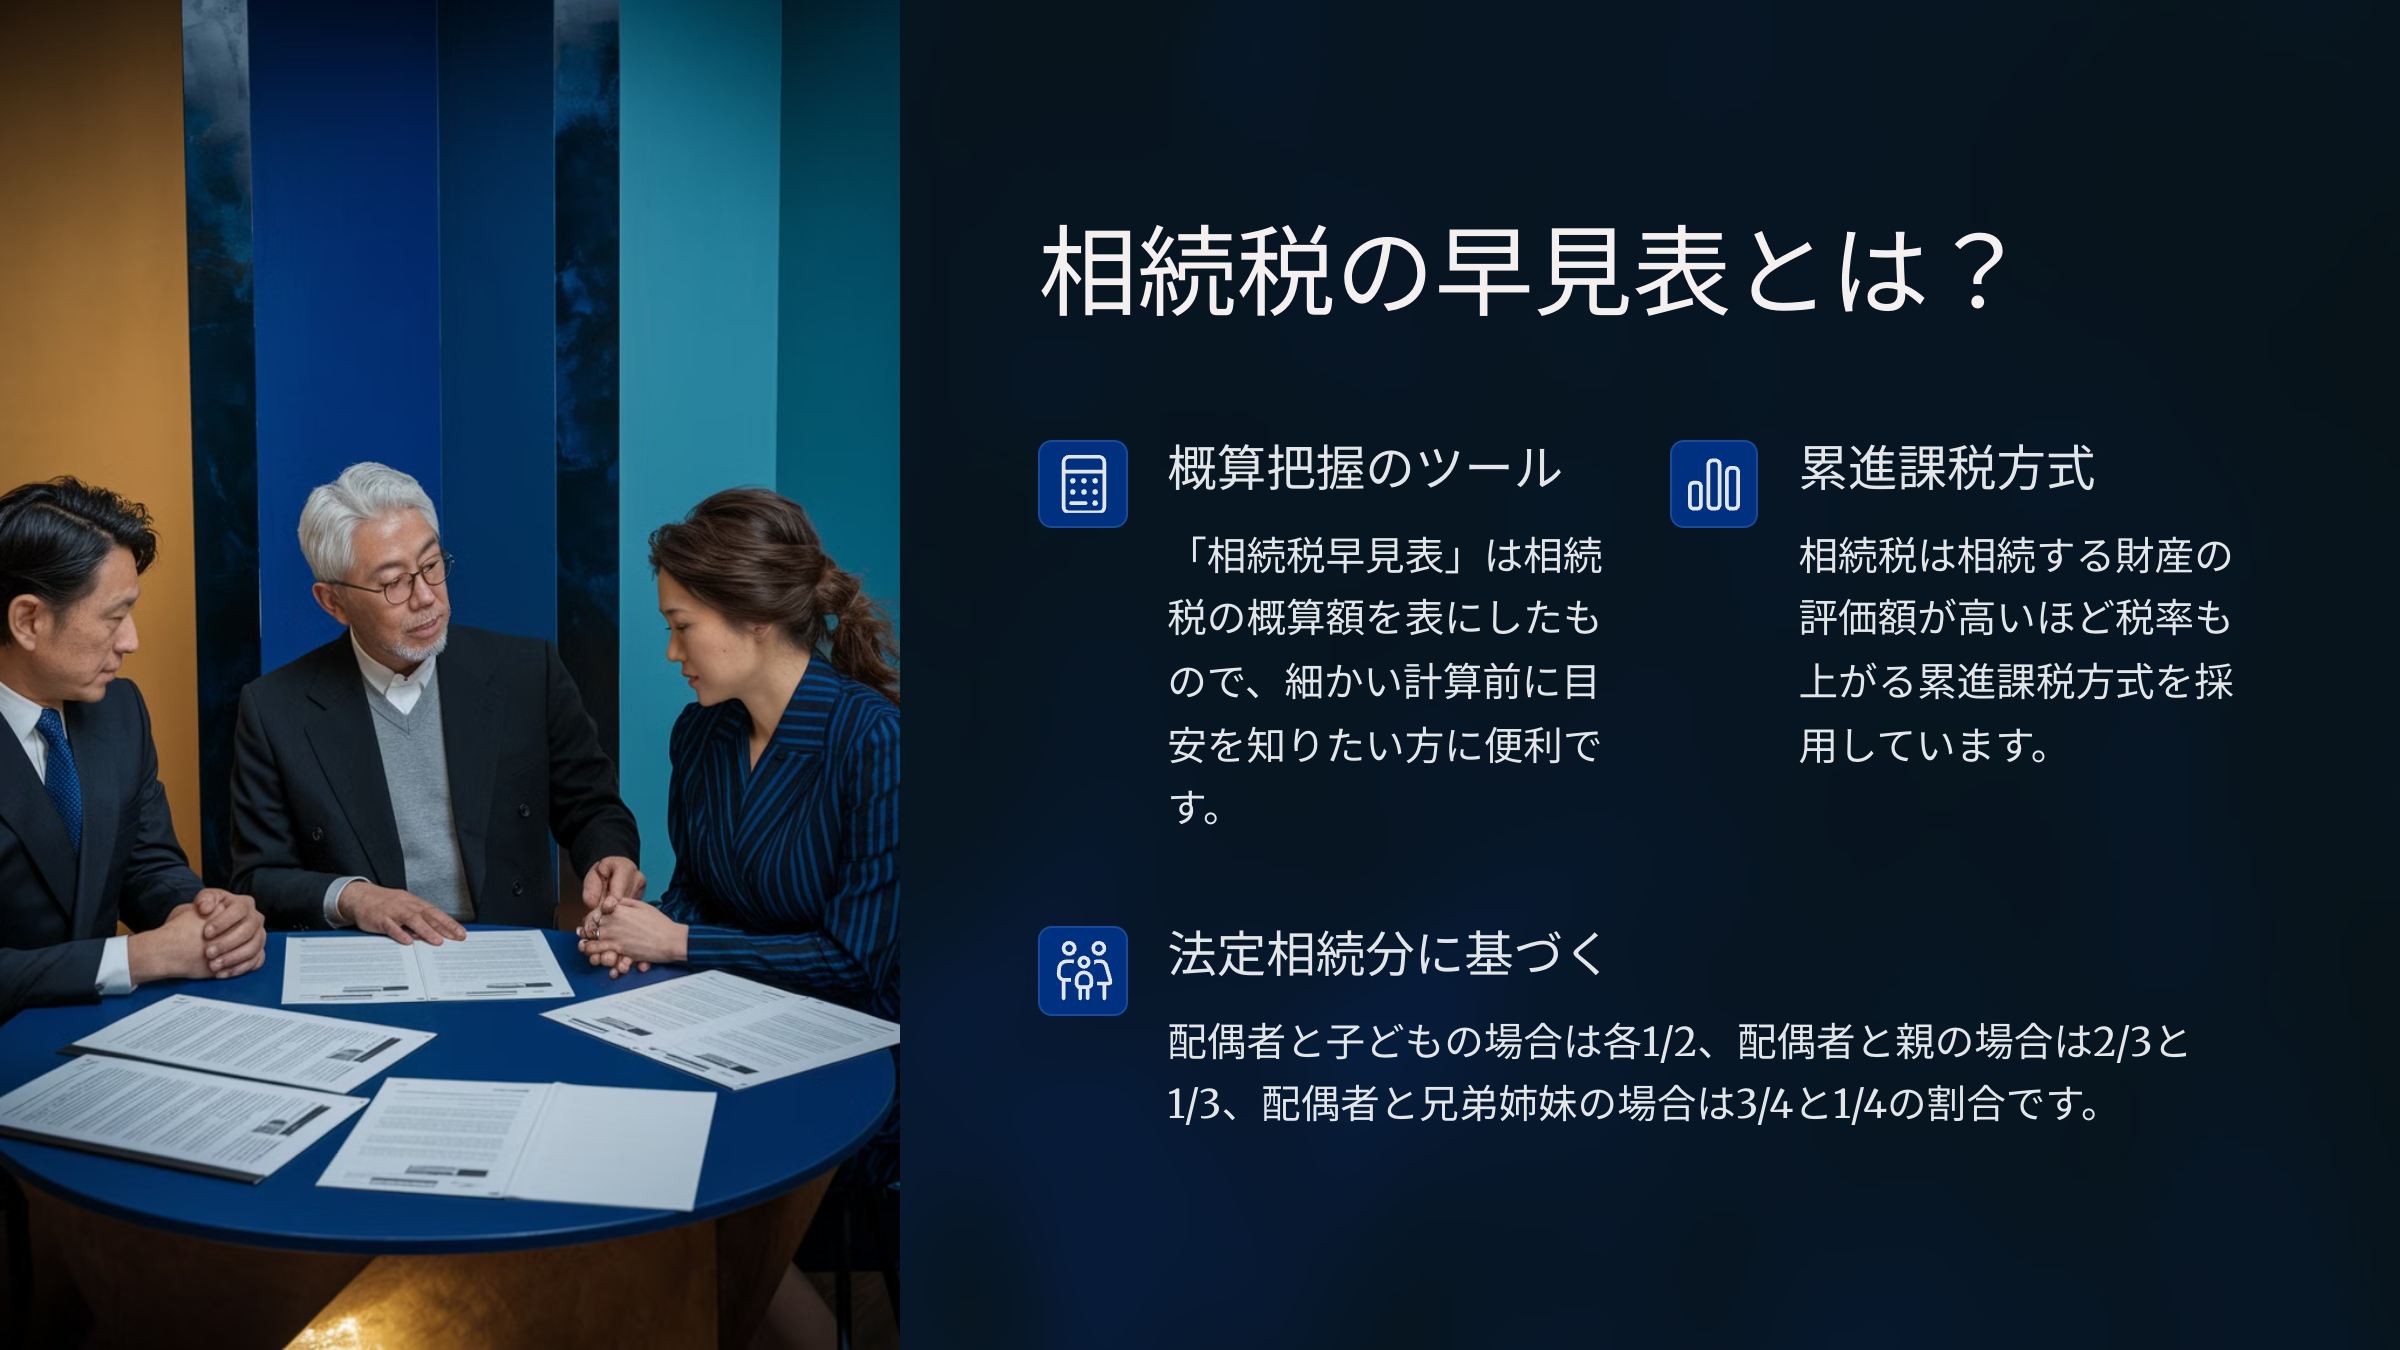 相続税の早見表とは？
概算把握のツール
「相続税早見表」は相続
税の概算額を表にしたも
ので、細かい計算前に目
安を知りたい方に便利で
す。
累進課税方式
相続税は相続する財産の
評価額が高いほど税率も
上がる累進課税方式を採
用しています。
法定相続分に基づく
配偶者と子どもの場合は各1/2、配偶者と親の場合は2/3と
1/3、配偶者と兄弟姉妹の場合は3/4と1/4の割合です。